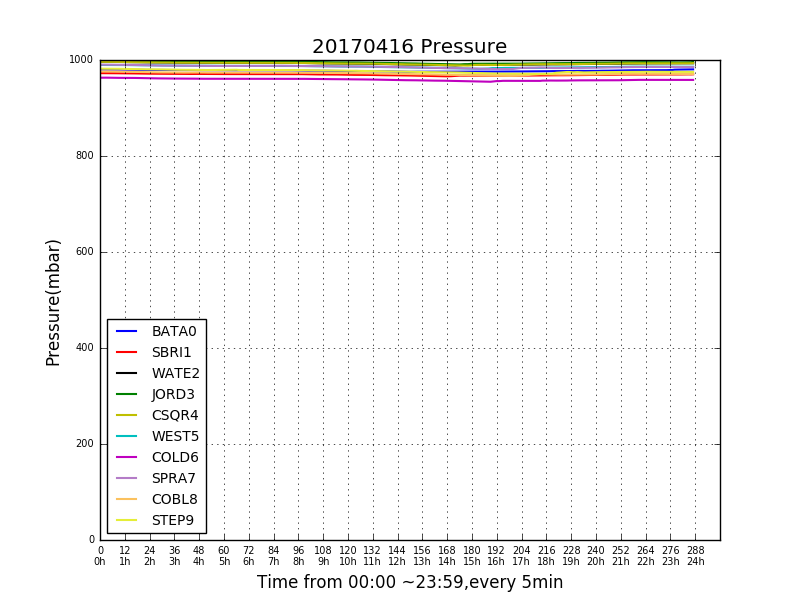 20170416 Pressure
1000
800
600
400
200
0
Pressure(mbar)
BATA0
SBRI1
WATE2
JORD3
CSQR4
WEST5
COLD6
SPRA7
COBL8
STEP9
0 12 24 36 48 60 72 84 96 108 120 132 144 156 168 180 192 204 216 228 240 252 264 276 288
0h 1h 2h 3h 4h 5h 6h 7h 8h 9h 10h 11h 12h 13h 14h 15h 16h 17h 18h 19h 20h 21h 22h 23h 24h
Time from 00:00 ~23:59,every 5min